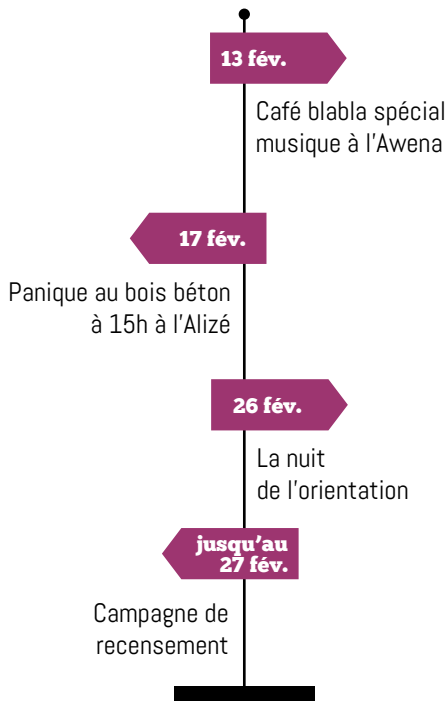 13 fév.
Café blabla spécial
musique à l'Awena
17 fév.
Panique au bois béton
à 15h à l'Alizé
26 fév.
La nuit
de l'orientation
jusqu'au
27 fév.
Campagne de
recensement